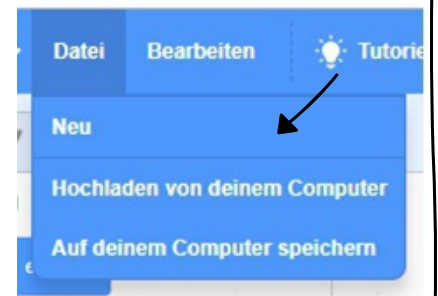 Datei Bearbeiten Tutorie
Neu
Hochladen von deinem Computer
Auf deinem Computer speichern